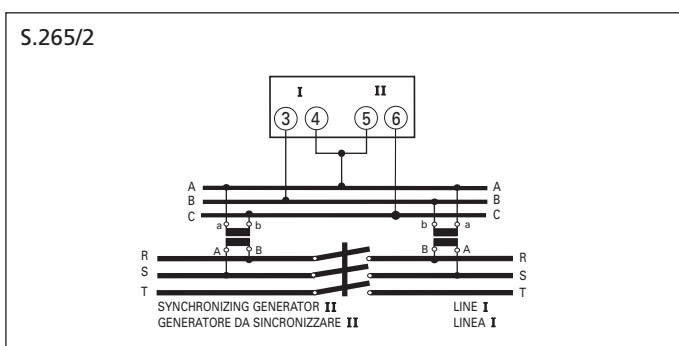 S.265/2
I II
3 4 5 6
A A
B B
C C
a b b a
A B B A
R R
S S
T T
SYNCHRONIZING GENERATOR II LINE I
GENERATORE DA SINCRONIZZARE II LINEA I